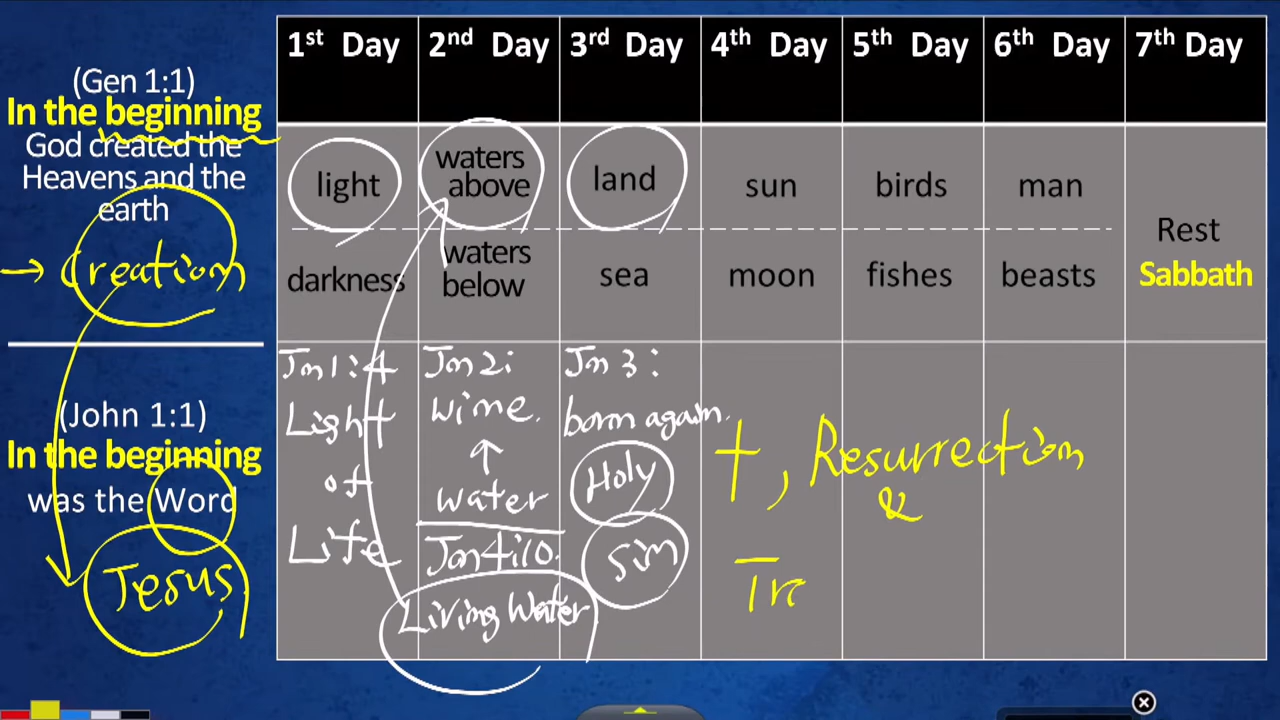 1st Day
2nd Day
3rd Day
4th Day
5th Day
6th Day
7th Day
(Gen 1:1)
In the beginning
God created the
Heavens and the
earth
→ Creation
light
darkness
waters
above
waters
below
land
sea
sun
moon
birds
fishes
man
beasts
Rest
Sabbath
(John 1:1)
In the beginning
was the Word
Jesus
Jn 1:4
Light
of
Life
Jn 2:
Wine.
↑
Water
Jn 4:10.
Living Water
Jn 3:
born again.
Holy
Sin
†, Resurrection
&
Tra